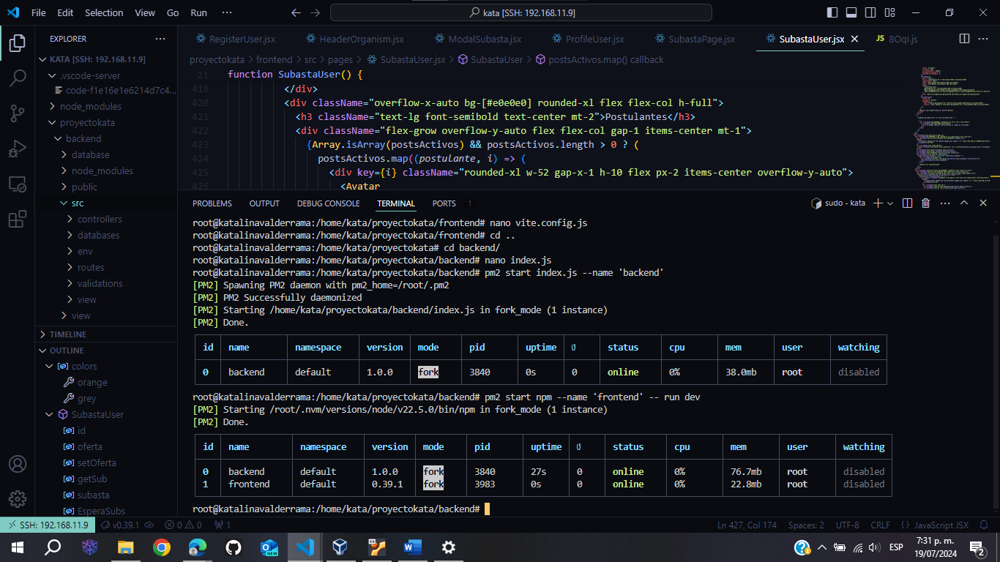 File Edit Selection View Go Run ··· kata [SSH: 192.168.11.9]
EXPLORER
KATA [SSH: 192.168.11.9]
.vscode-server
code-f1e16e1e6214d7c4...
node_modules
proyectokata
backend
database
node_modules
public
src
controllers
databases
env
routes
validations
view
view
TIMELINE
OUTLINE
colors
orange
grey
SubastaUser
id
oferta
setOferta
getSub
subasta
EsperaSubs
RegisterUser.jsx HeaderOrganism.jsx ModalSubasta.jsx ProfileUser.jsx SubastaPage.jsx SubastaUser.jsx JS 8OqI.js
proyectokata > frontend > src > pages > SubastaUser.jsx > SubastaUser > postsActivos.map() callback
21 function SubastaUser() {
419 </div>
420 <div className="overflow-x-auto bg-[#e0e0e0] rounded-xl flex flex-col h-full">
421 <h3 className="text-lg font-semibold text-center mt-2">Postulantes</h3>
422 <div className="flex-grow overflow-y-auto flex flex-col gap-1 items-center mt-1">
423 {Array.isArray(postsActivos) && postsActivos.length > 0 ? (
424 postsActivos.map((postulante, i) => (
425 <div key={i} className="rounded-xl w-52 gap-x-1 h-10 flex px-2 items-center overflow-y-auto">
426 <Avatar
PROBLEMS OUTPUT DEBUG CONSOLE TERMINAL PORTS 1 sudo - kata
root@katalinavalderrama:/home/kata/proyectokata/frontend# nano vite.config.js
root@katalinavalderrama:/home/kata/proyectokata/frontend# cd ..
root@katalinavalderrama:/home/kata/proyectokata# cd backend/
root@katalinavalderrama:/home/kata/proyectokata/backend# nano index.js
root@katalinavalderrama:/home/kata/proyectokata/backend# pm2 start index.js --name 'backend'
[PM2] Spawning PM2 daemon with pm2_home=/root/.pm2
[PM2] PM2 Successfully daemonized
[PM2] Starting /home/kata/proyectokata/backend/index.js in fork_mode (1 instance)
[PM2] Done.
id name namespace version mode pid uptime ↺ status cpu mem user watching
0 backend default 1.0.0 fork 3840 0s 0 online 0% 38.0mb root disabled
root@katalinavalderrama:/home/kata/proyectokata/backend# pm2 start npm --name 'frontend' -- run dev
[PM2] Starting /root/.nvm/versions/node/v22.5.0/bin/npm in fork_mode (1 instance)
[PM2] Done.
id name namespace version mode pid uptime ↺ status cpu mem user watching
0 backend default 1.0.0 fork 3840 27s 0 online 0% 76.7mb root disabled
1 frontend default 0.39.1 fork 3983 0s 0 online 0% 22.8mb root disabled
root@katalinavalderrama:/home/kata/proyectokata/backend#
SSH: 192.168.11.9 v0.39.1 0 0 1 Ln 427, Col 174 Spaces: 2 UTF-8 CRLF {} JavaScript JSX
NEW G4 ESP 7:31 p. m.
19/07/2024 2